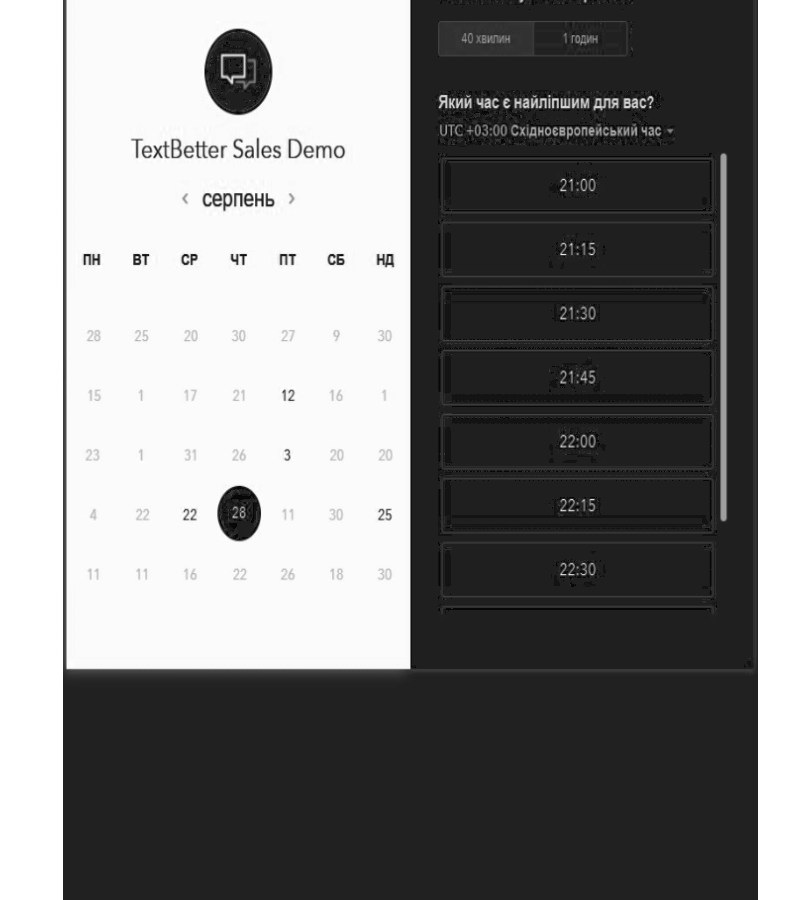 TextBetter Sales Demo
‹ серпень ›
ПН ВТ СР ЧТ ПТ СБ НД
28 25 20 30 27 9 30
15 1 17 21 12 16 1
23 1 31 26 3 20 20
4 22 22 28 11 30 25
11 11 16 22 26 18 30
40 хвилин 1 годин
Який час є найліпшим для вас?
UTC +03:00 Східноєвропейський час
21:00
21:15
21:30
21:45
22:00
22:15
22:30